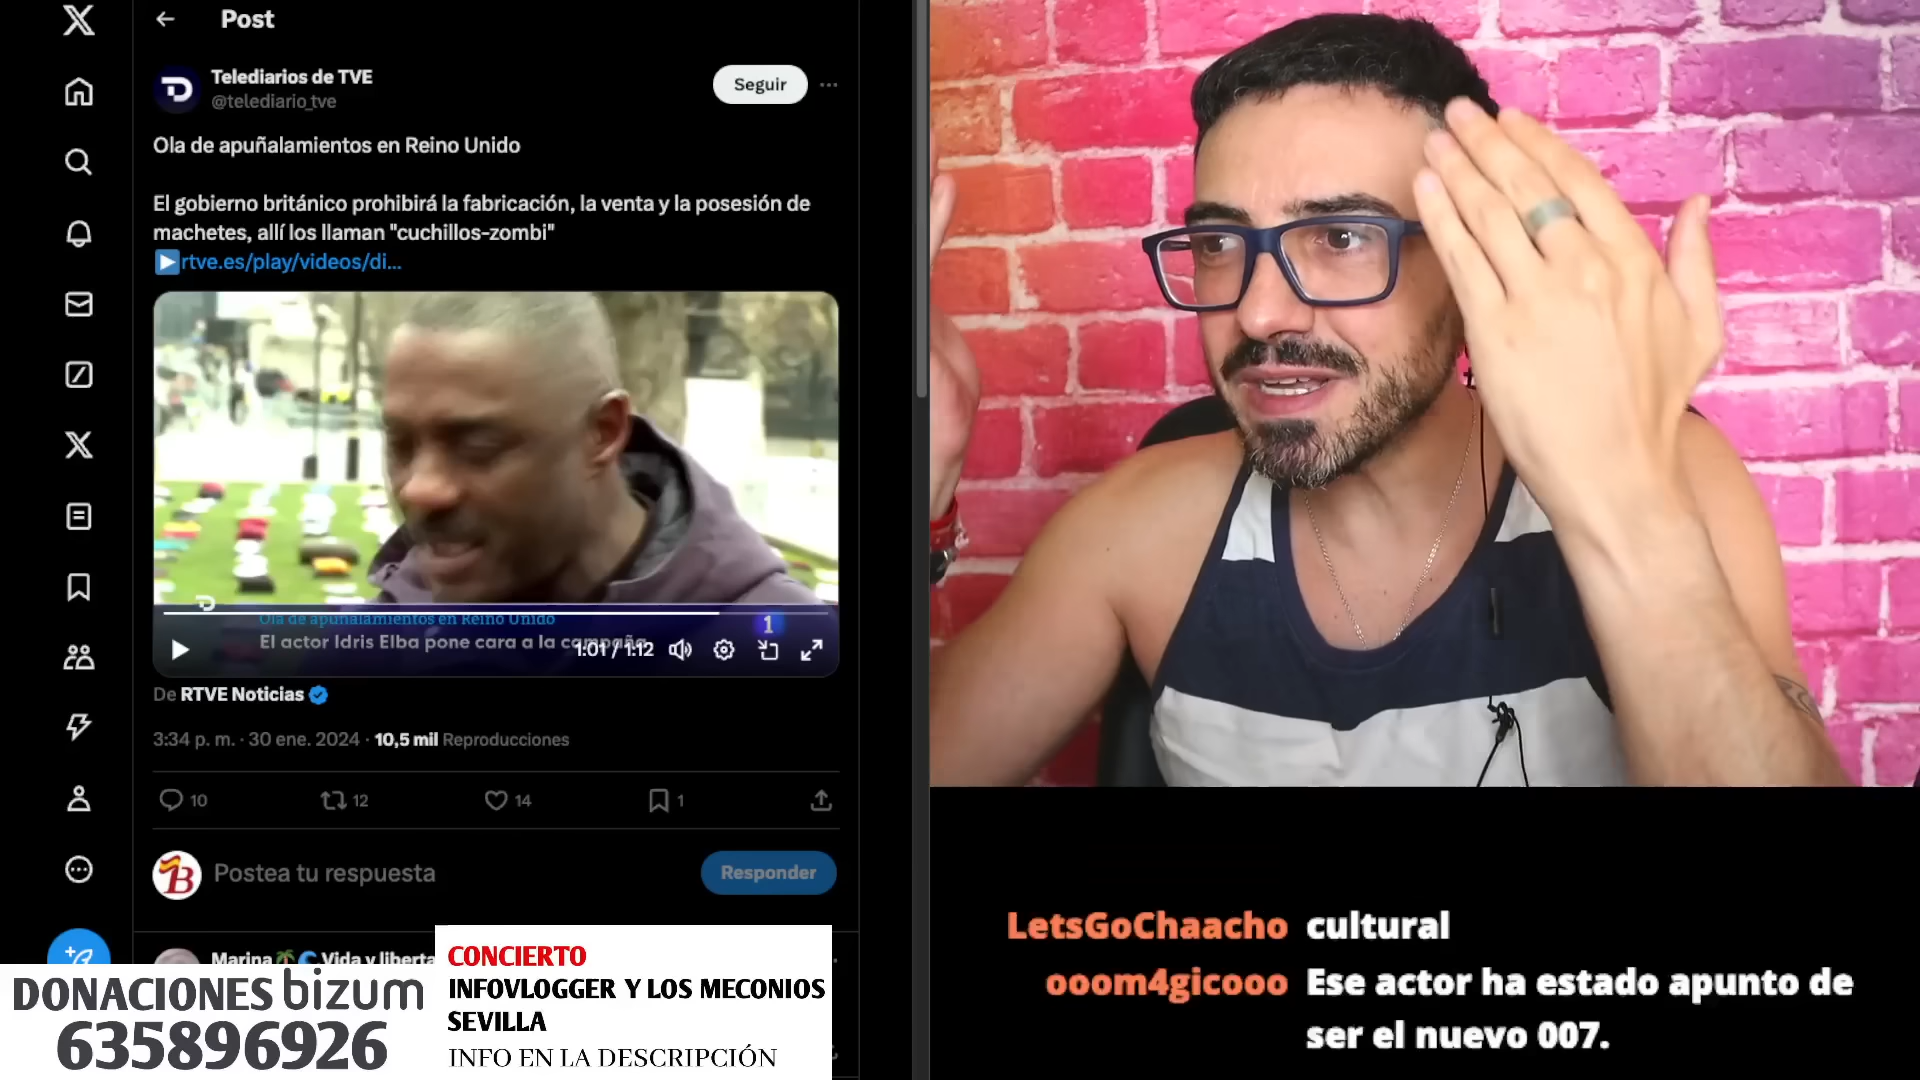 Post
Telediarios de TVE
@telediario_tve
Seguir
Ola de apuñalamientos en Reino Unido
El gobierno británico prohibirá la fabricación, la venta y la posesión de
machetes, allí los llaman "cuchillos-zombi"
rtve.es/play/videos/di...
Ola de apuñalamientos en Reino Unido
El actor Idris Elba pone cara a la campaña
1
1:01 / 1:12
De RTVE Noticias
3:34 p. m. · 30 ene. 2024 · 10,5 mil Reproducciones
10
12
14
1
Postea tu respuesta
Responder
Marina Vida y liberta
DONACIONES bizum
635896926
CONCIERTO
INFOVLOGGER Y LOS MECONIOS
SEVILLA
INFO EN LA DESCRIPCIÓN
LetsGoChaacho cultural
ooom4gicooo Ese actor ha estado apunto de
ser el nuevo 007.